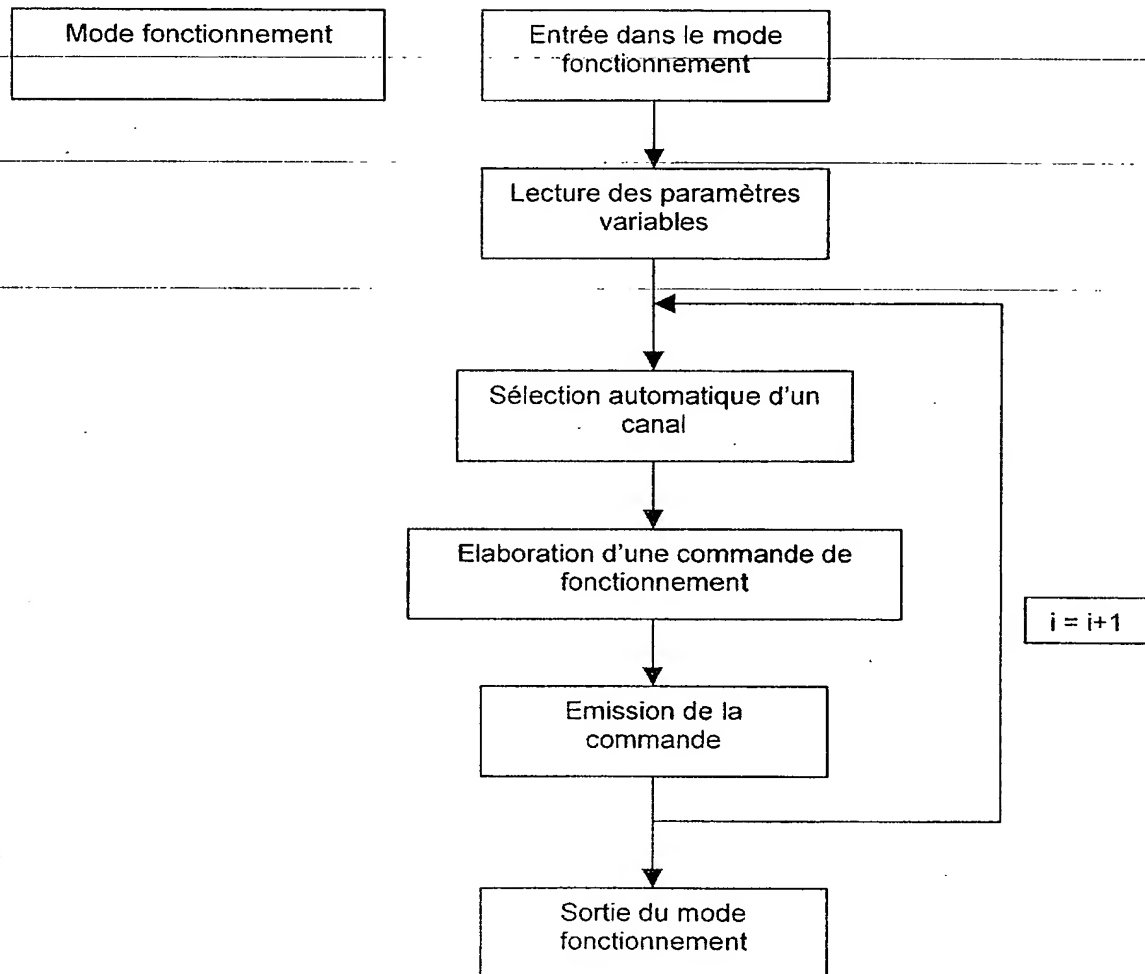 Mode fonctionnement
Entrée dans le mode
fonctionnement
Lecture des paramètres
variables
Sélection automatique d'un
canal
Elaboration d'une commande de
fonctionnement
i = i+1
Emission de la
commande
Sortie du mode
fonctionnement